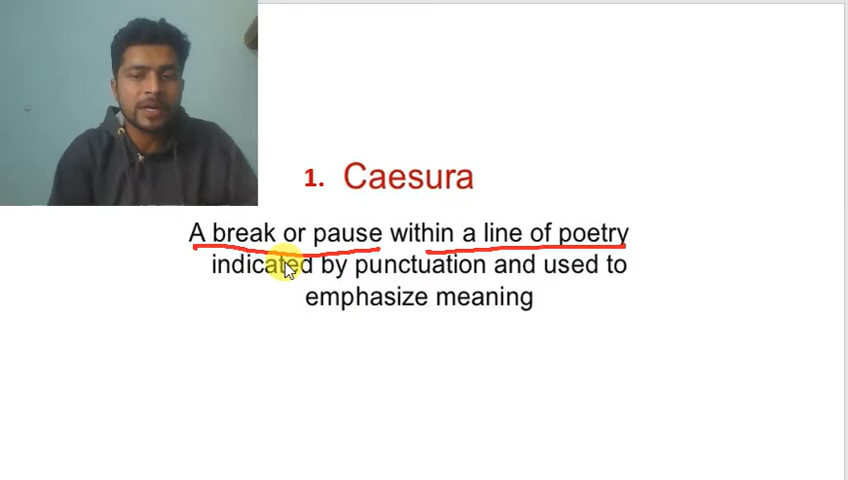 1. Caesura
A break or pause within a line of poetry
indicated by punctuation and used to
emphasize meaning